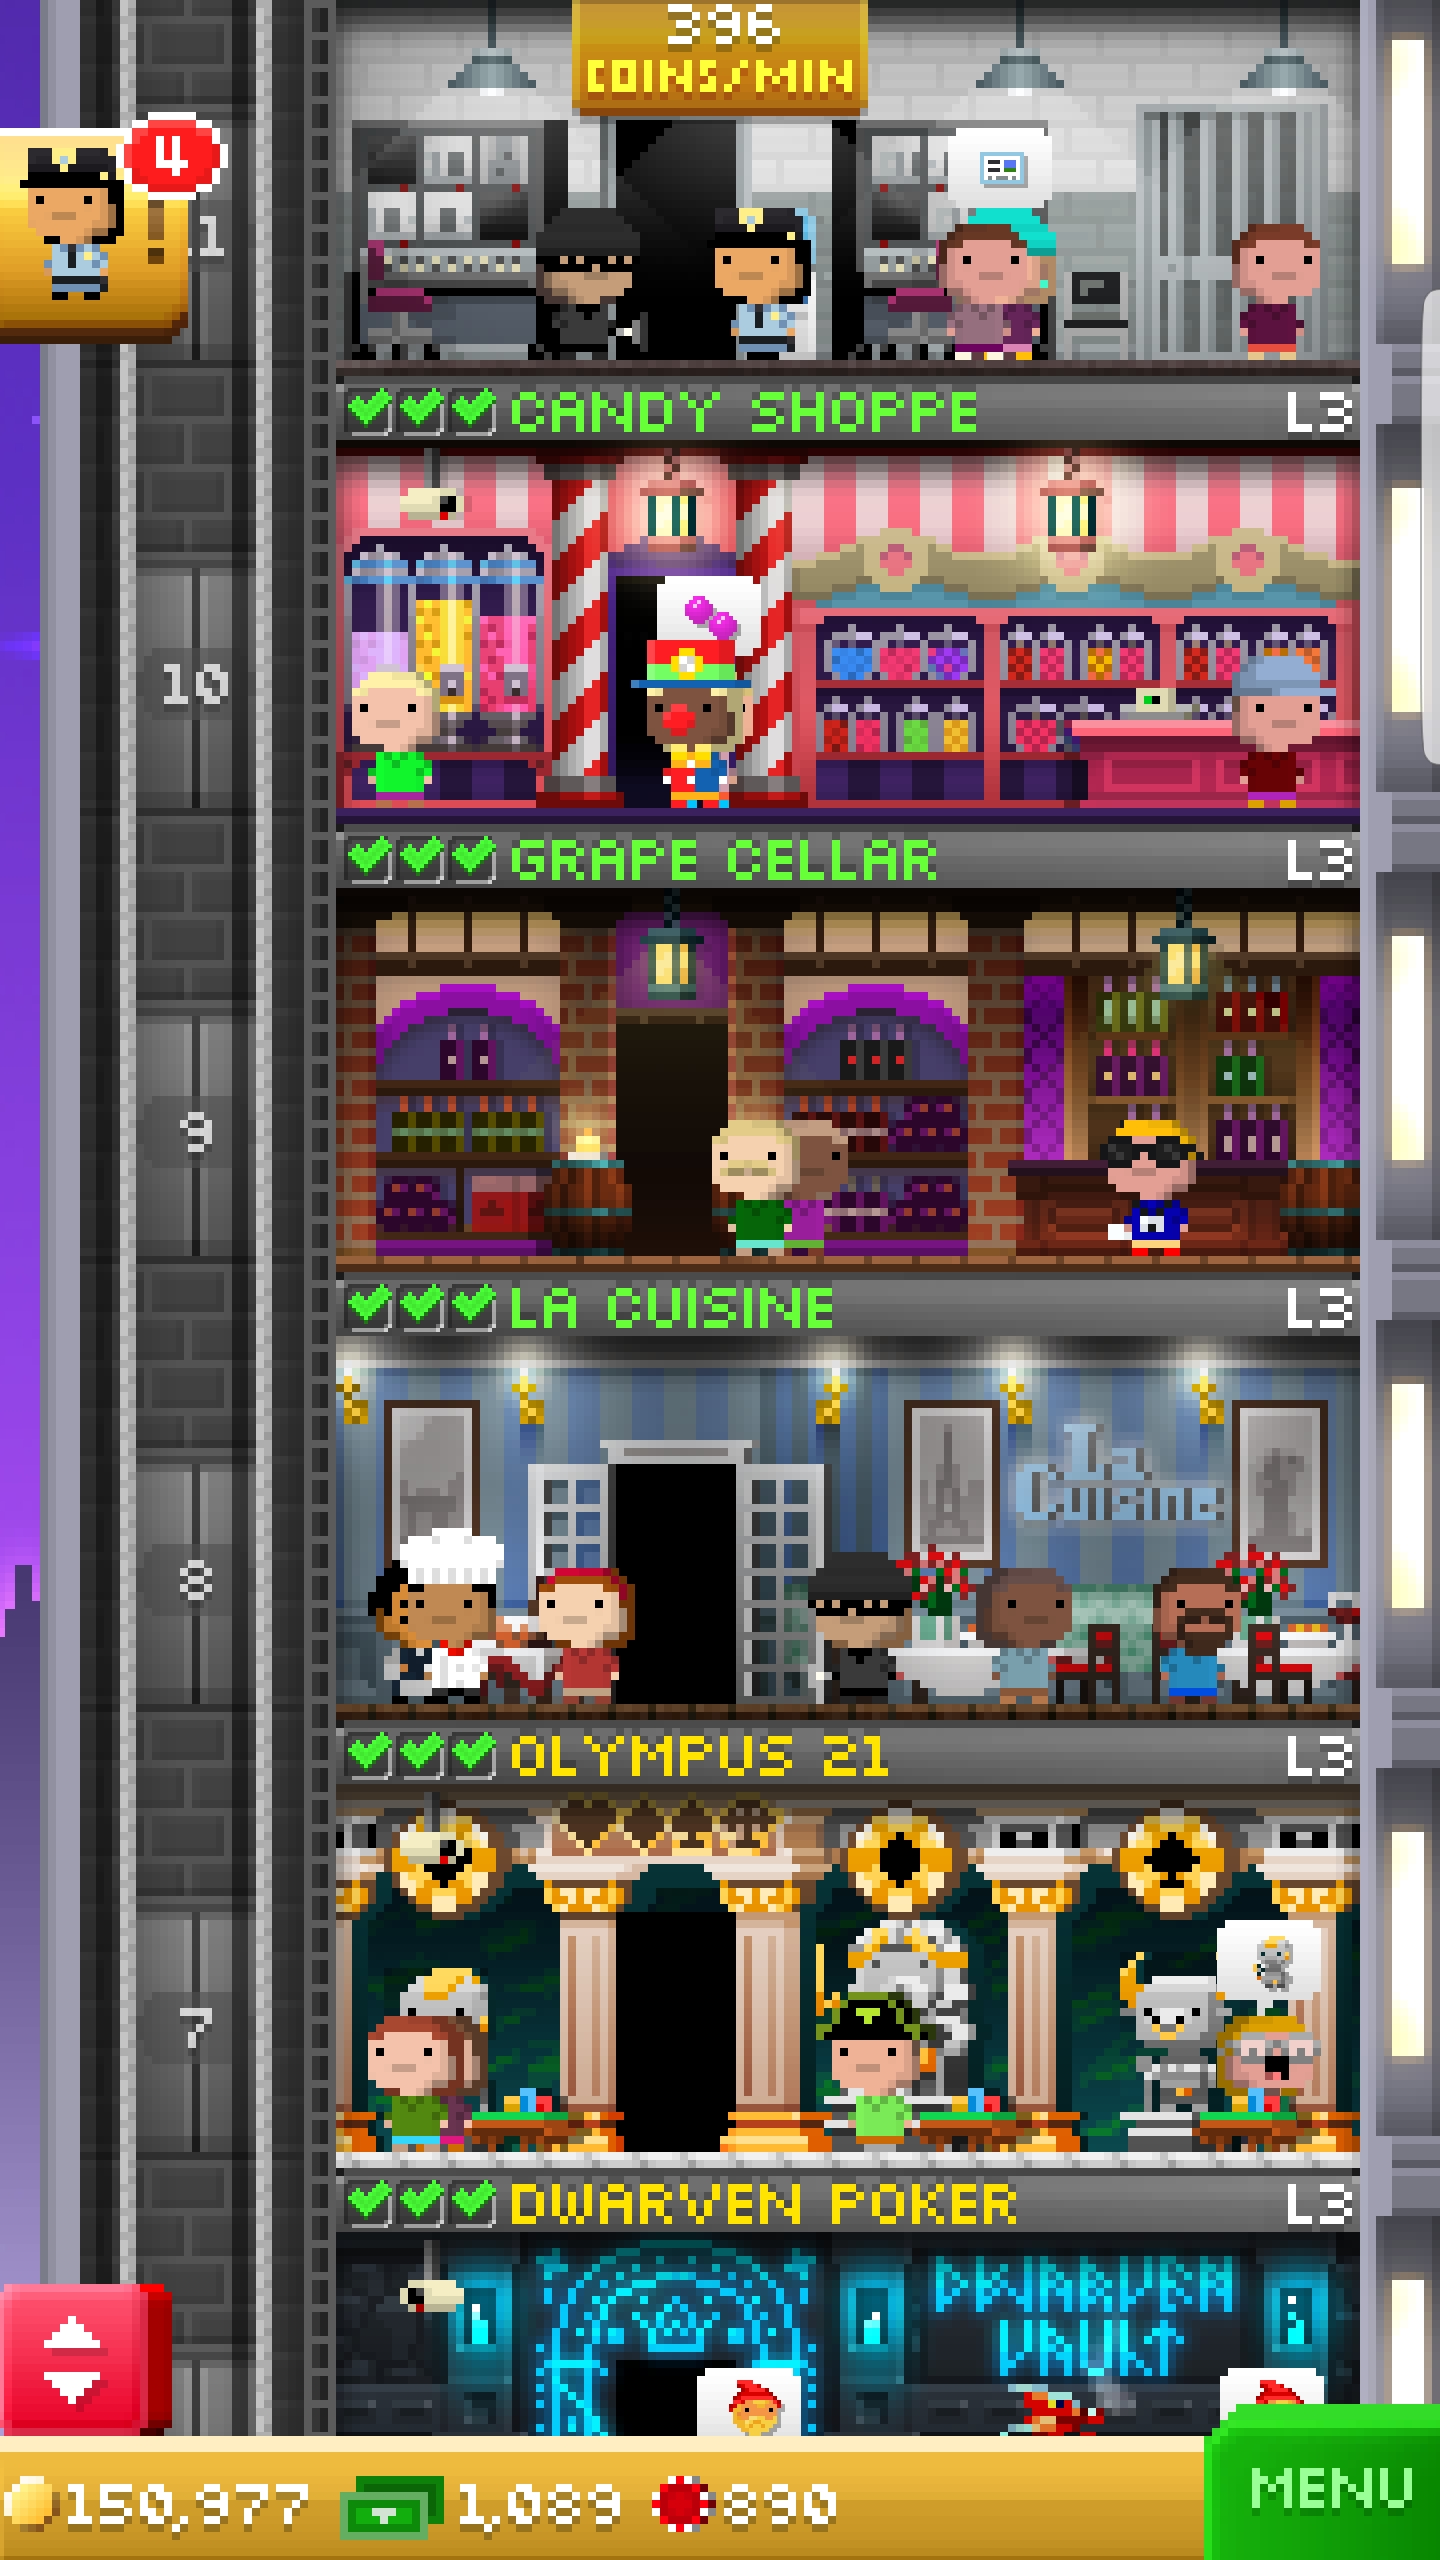 396
COINS/MIN
4
11
CANDY SHOPPE L3
10
GRAPE CELLAR L3
9
LA CUISINE L3
La
Cuisine
8
OLYMPUS 21 L3
7
DWARVEN POKER L3
DWARVEN
VAULT
150,977 1,089 890
MENU